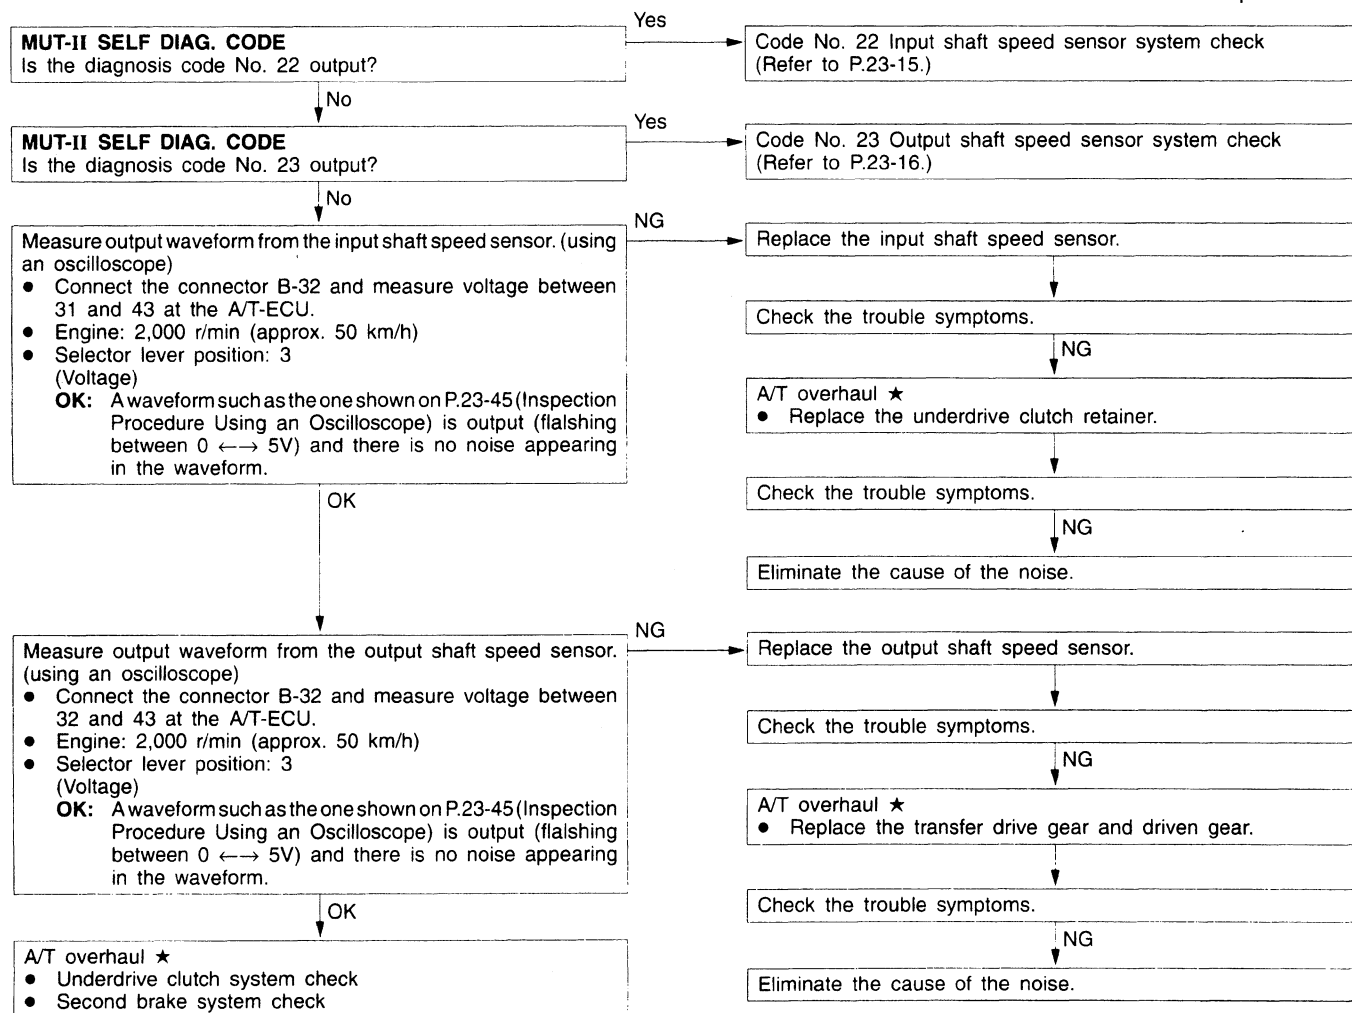 MUT-II SELF DIAG. CODE
Is the diagnosis code No. 22 output?
Yes
Code No. 22 Input shaft speed sensor system check
(Refer to P.23-15.)
No
MUT-II SELF DIAG. CODE
Is the diagnosis code No. 23 output?
Yes
Code No. 23 Output shaft speed sensor system check
(Refer to P.23-16.)
No
Measure output waveform from the input shaft speed sensor. (using
an oscilloscope)
● Connect the connector B-32 and measure voltage between
31 and 43 at the A/T-ECU.
● Engine: 2,000 r/min (approx. 50 km/h)
● Selector lever position: 3
(Voltage)
OK: A waveform such as the one shown on P.23-45 (Inspection
Procedure Using an Oscilloscope) is output (flalshing
between 0 ←→ 5V) and there is no noise appearing
in the waveform.
NG
Replace the input shaft speed sensor.
Check the trouble symptoms.
NG
A/T overhaul ★
● Replace the underdrive clutch retainer.
Check the trouble symptoms.
NG
Eliminate the cause of the noise.
OK
Measure output waveform from the output shaft speed sensor.
(using an oscilloscope)
● Connect the connector B-32 and measure voltage between
32 and 43 at the A/T-ECU.
● Engine: 2,000 r/min (approx. 50 km/h)
● Selector lever position: 3
(Voltage)
OK: A waveform such as the one shown on P.23-45 (Inspection
Procedure Using an Oscilloscope) is output (flalshing
between 0 ←→ 5V) and there is no noise appearing
in the waveform.
NG
Replace the output shaft speed sensor.
Check the trouble symptoms.
NG
A/T overhaul ★
● Replace the transfer drive gear and driven gear.
Check the trouble symptoms.
NG
Eliminate the cause of the noise.
OK
A/T overhaul ★
● Underdrive clutch system check
● Second brake system check